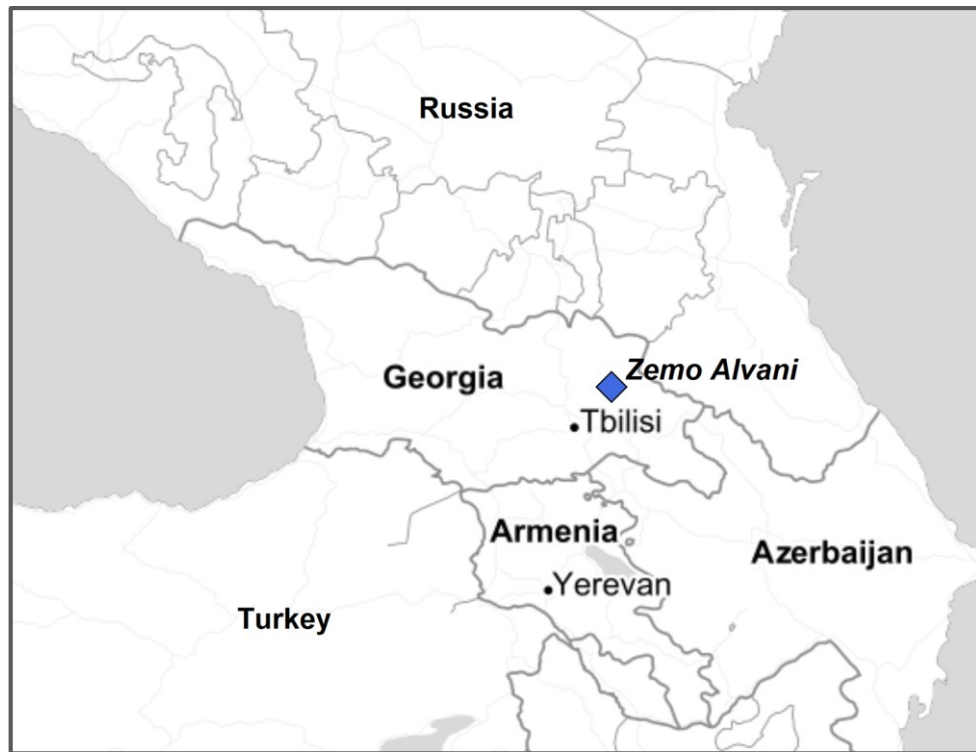 Russia
Zemo Alvani
Georgia
Tbilisi
Armenia
Azerbaijan
Yerevan
Turkey